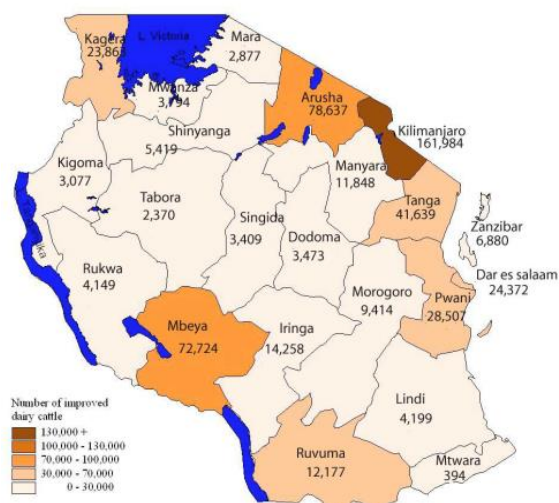 Kagera
23,863
L. Victoria
Mara
2,877
Mwanza
3,794
Arusha
78,637
Kilimanjaro
161,984
Shinyanga
5,419
Kigoma
3,077
Manyara
11,848
Tabora
2,370
Singida
3,409
Dodoma
3,473
Tanga
41,639
Zanzibar
6,880
Dar es salaam
24,372
Rukwa
4,149
Morogoro
9,414
Pwani
28,507
Mbeya
72,724
Iringa
14,258
Lindi
4,199
Ruvuma
12,177
Mtwara
394
Number of improved
dairy cattle
130,000 +
100,000 - 130,000
70,000 - 100,000
30,000 - 70,000
0 - 30,000